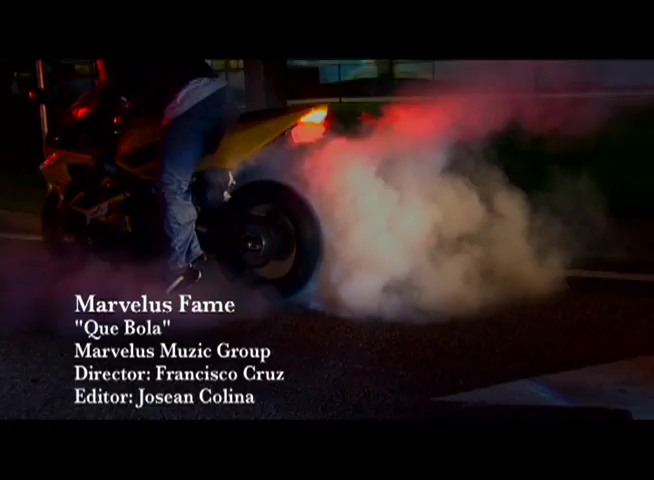 Marvelus Fame
"Que Bola"
Marvelus Muzic Group
Director: Francisco Cruz
Editor: Josean Colina